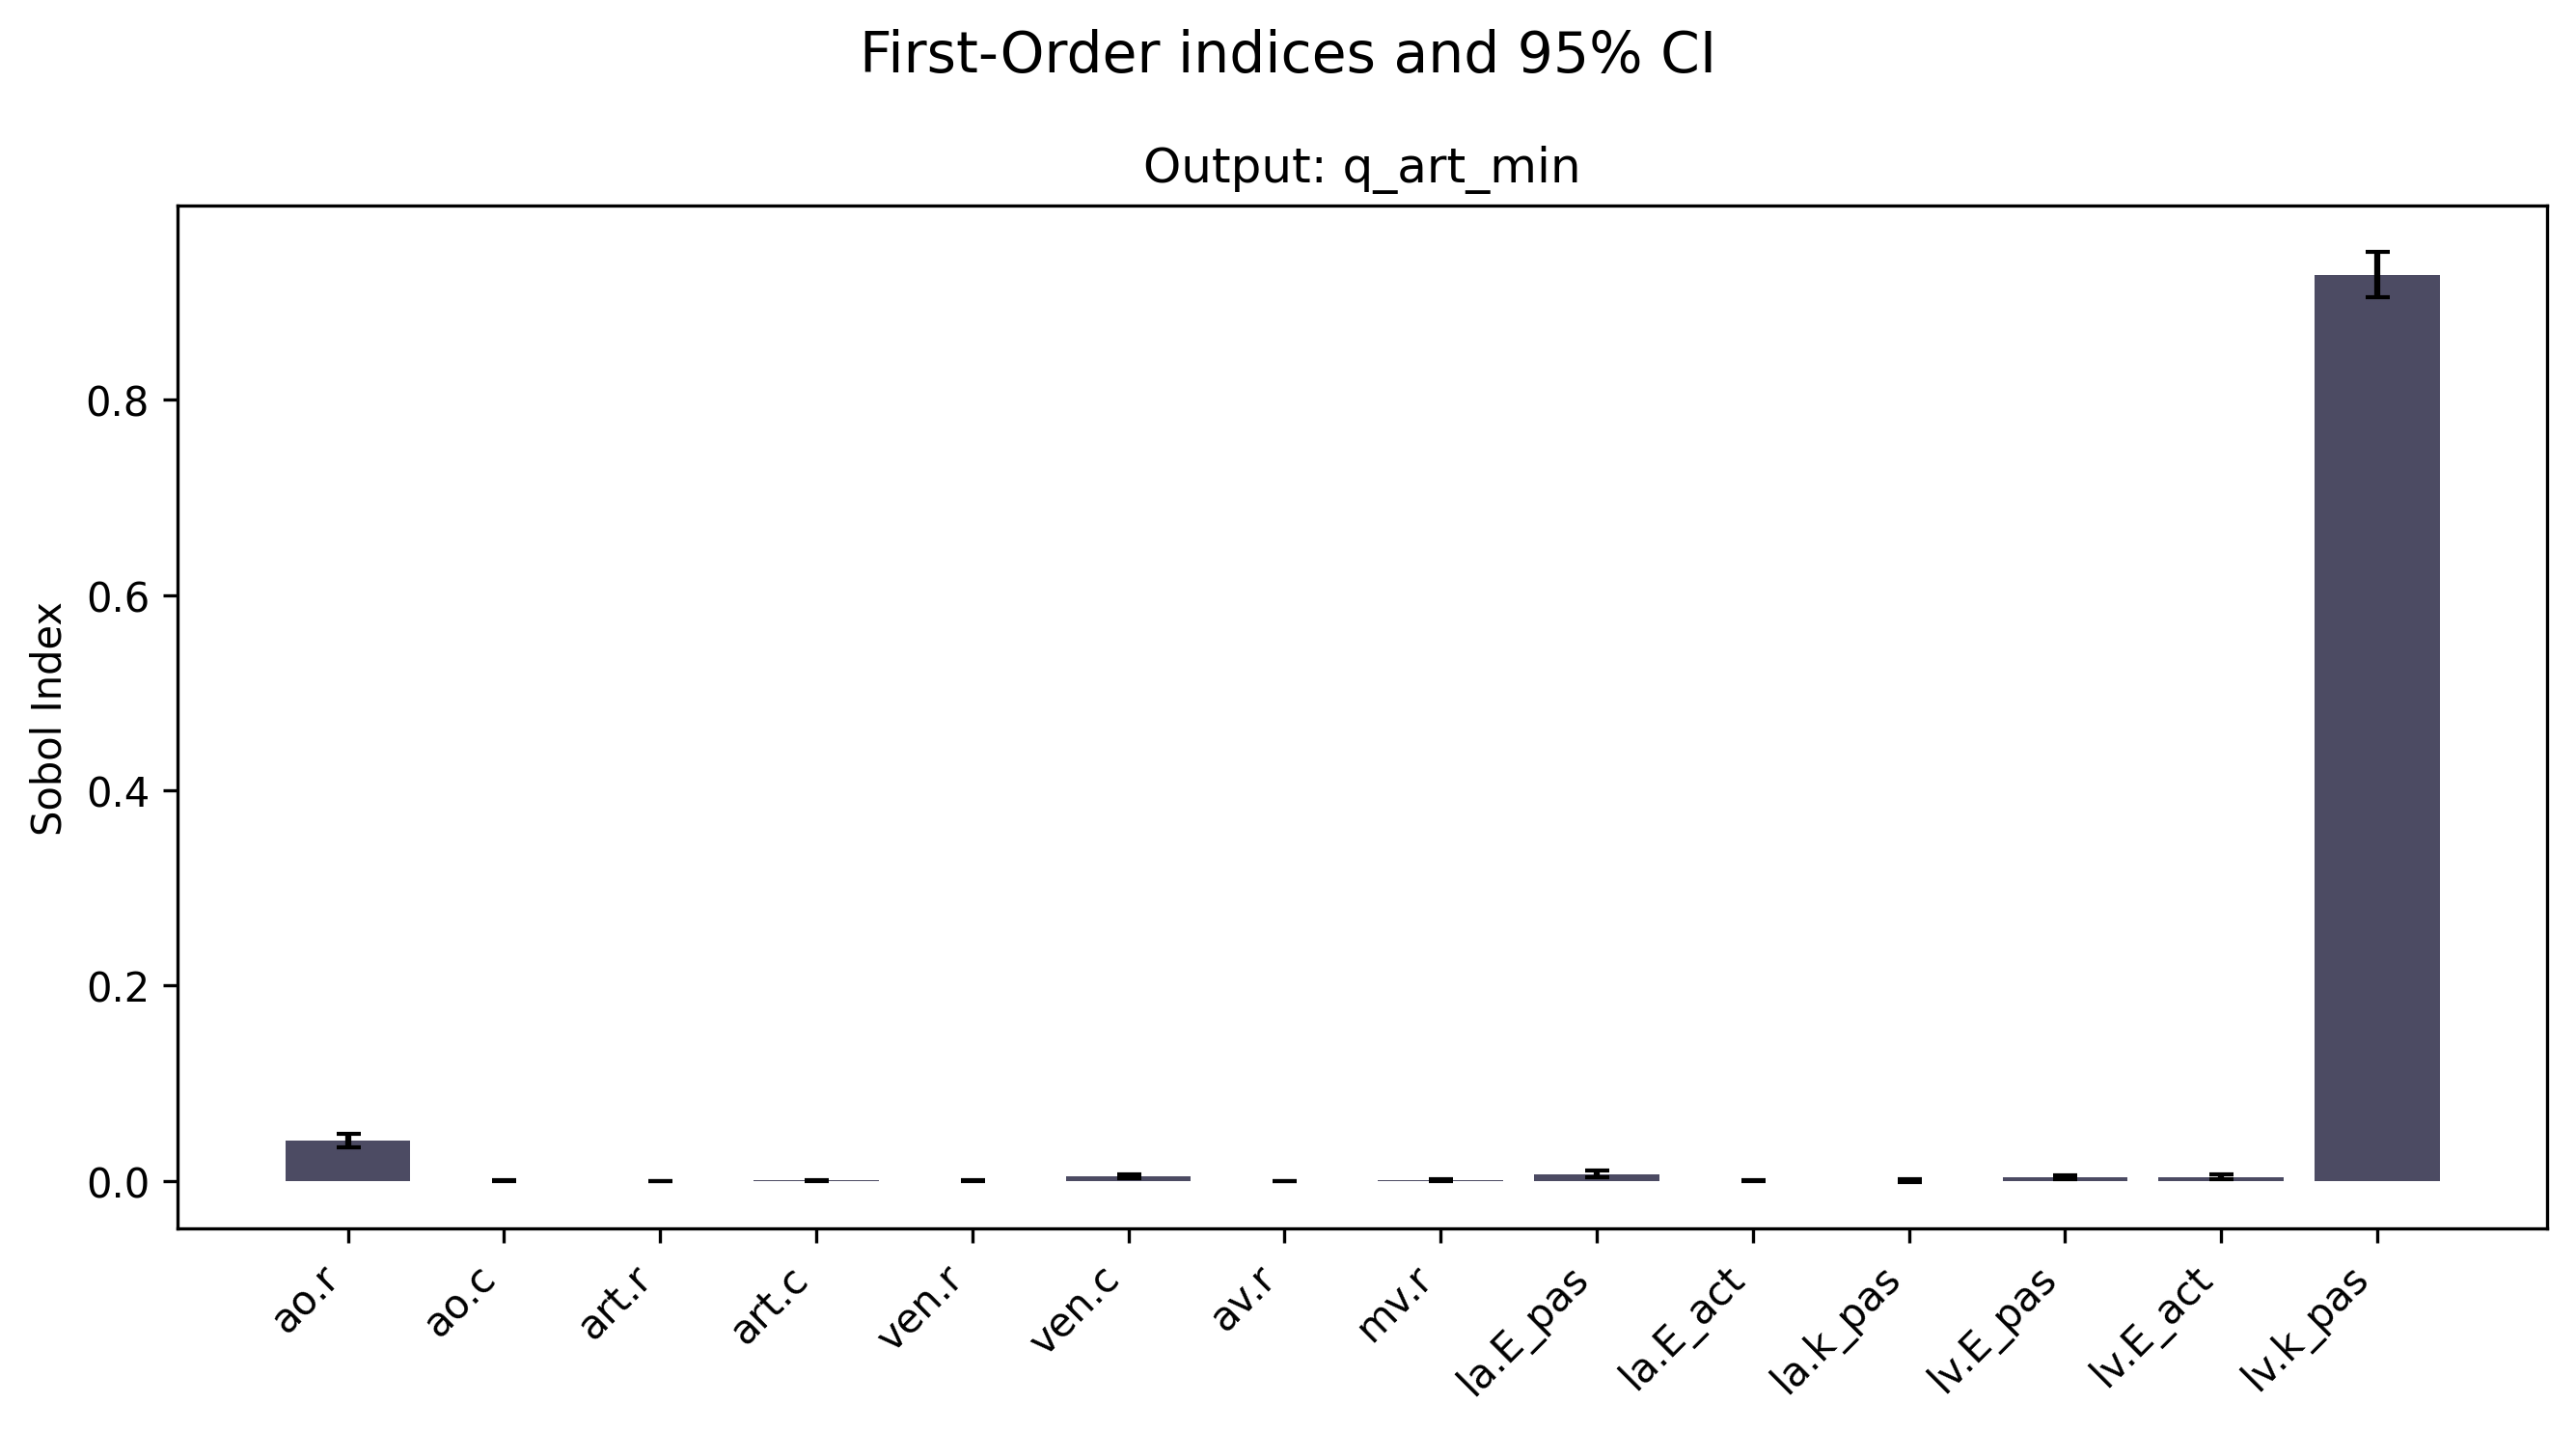 First-Order indices and 95% CI
Output: q_art_min
Sobol Index
0.8
0.6
0.4
0.2
0.0
ao.r
ao.c
art.r
art.c
ven.r
ven.c
av.r
mv.r
la.E_pas
la.E_act
la.k_pas
lv.E_pas
lv.E_act
lv.k_pas